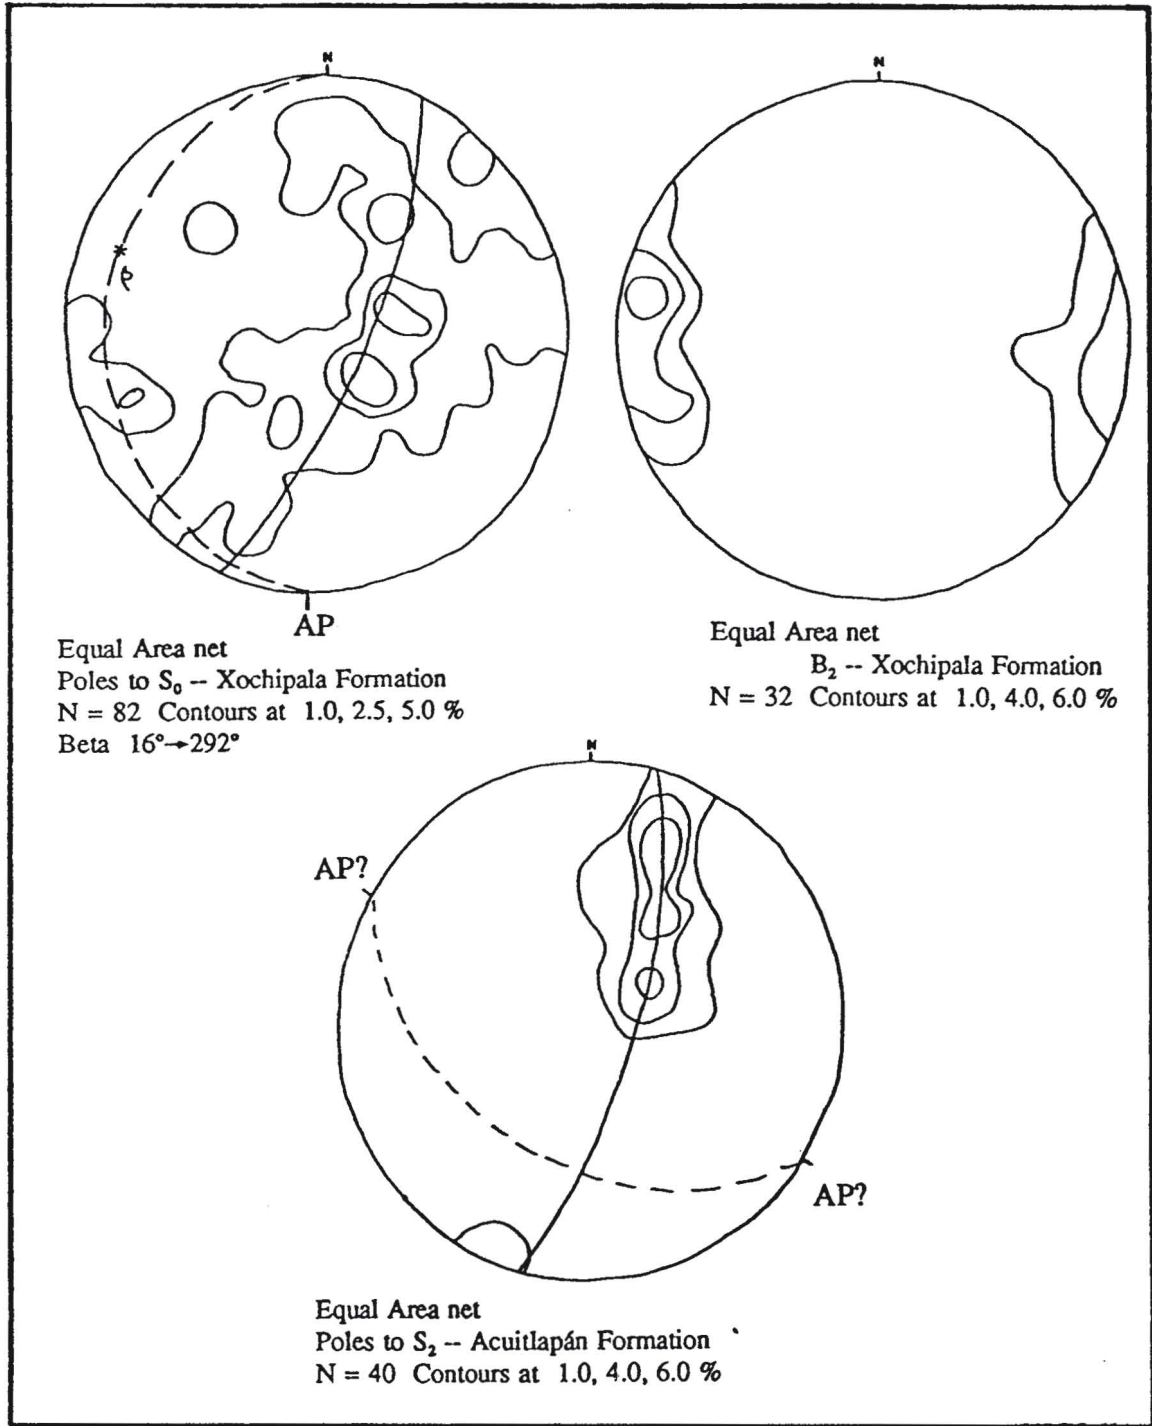 N
N
*
β
AP
Equal Area net
Poles to S₀ -- Xochipala Formation
N = 82 Contours at 1.0, 2.5, 5.0 %
Beta 16°→292°
Equal Area net
B₂ -- Xochipala Formation
N = 32 Contours at 1.0, 4.0, 6.0 %
N
AP?
AP?
Equal Area net
Poles to S₂ -- Acuitlapán Formation
N = 40 Contours at 1.0, 4.0, 6.0 %